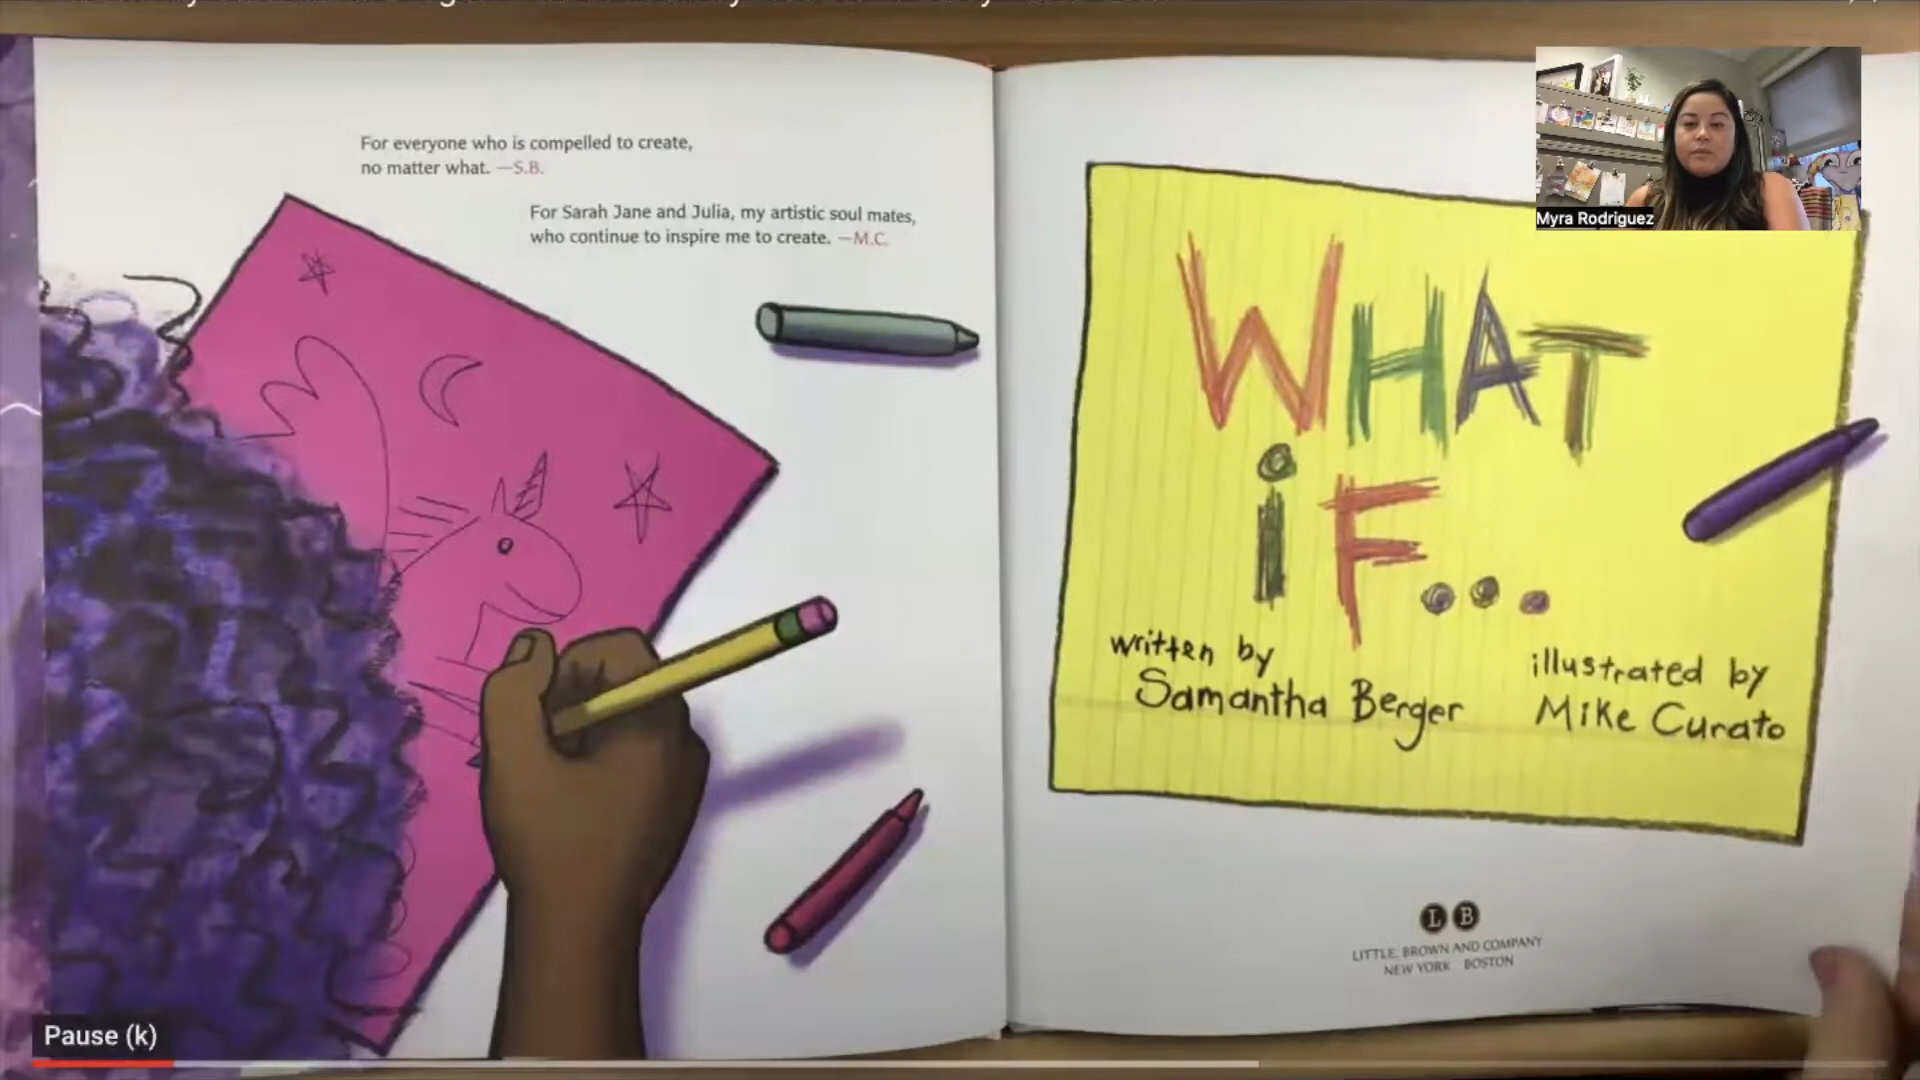 For everyone who is compelled to create,
no matter what. —S.B.
For Sarah Jane and Julia, my artistic soul mates,
who continue to inspire me to create. —M.C.
WHAT
iF...
written by
Samantha Berger
illustrated by
Mike Curato
L B
LITTLE, BROWN AND COMPANY
NEW YORK BOSTON
Myra Rodriguez
Pause (k)